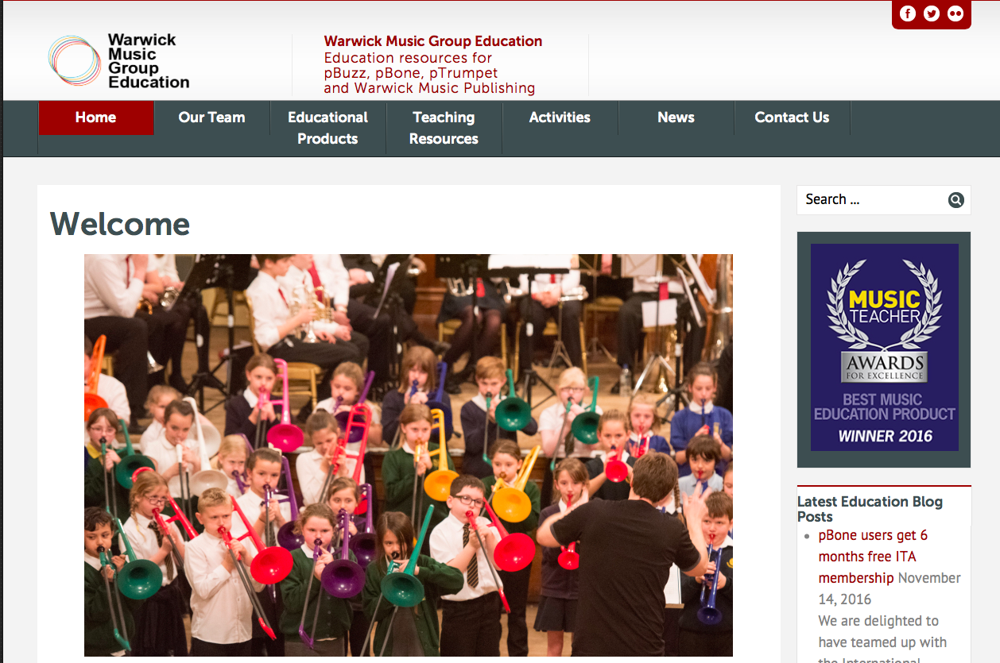 Warwick
Music
Group
Education
Warwick Music Group Education
Education resources for
pBuzz, pBone, pTrumpet
and Warwick Music Publishing
Home
Our Team
Educational
Products
Teaching
Resources
Activities
News
Contact Us
Welcome
Search ...
MUSIC
TEACHER
AWARDS
FOR EXCELLENCE
BEST MUSIC
EDUCATION PRODUCT
WINNER 2016
Latest Education Blog
Posts
pBone users get 6
months free ITA
membership November
14, 2016
We are delighted to
have teamed up with
the International